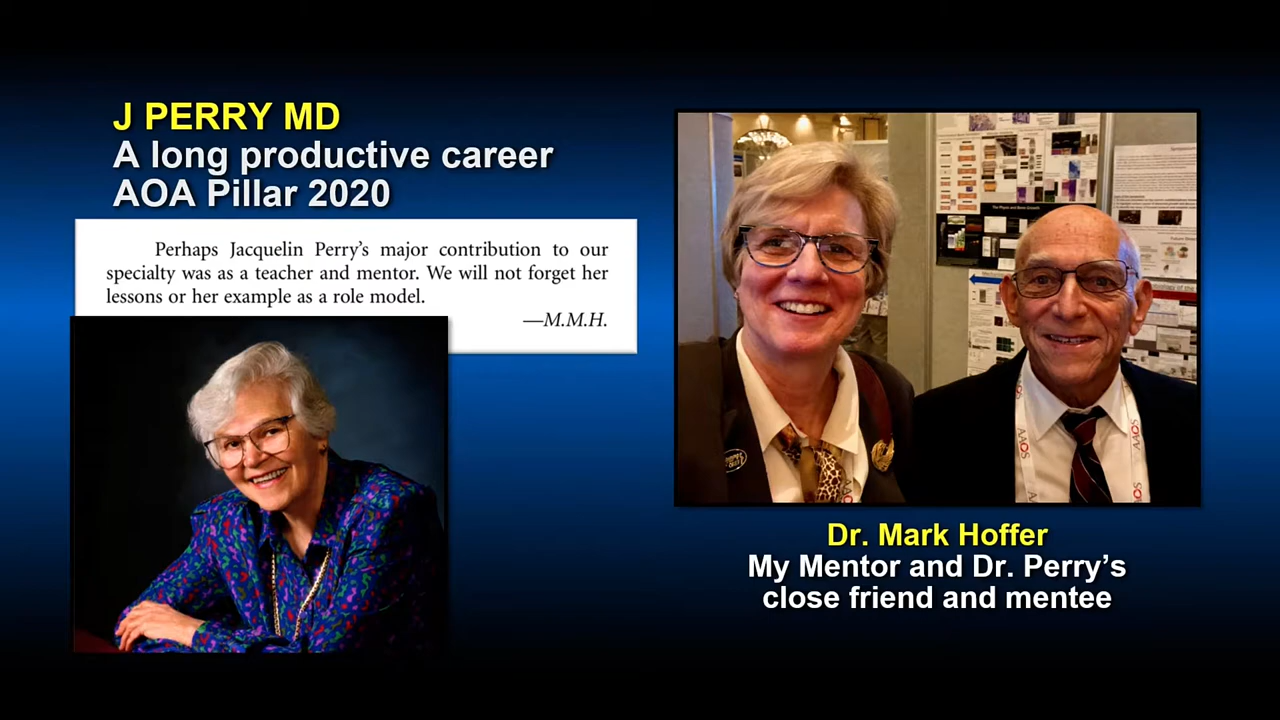 J PERRY MD
A long productive career
AOA Pillar 2020
Perhaps Jacquelin Perry's major contribution to our
specialty was as a teacher and mentor. We will not forget her
lessons or her example as a role model.
—M.M.H.
AAOS
AAOS
Dr. Mark Hoffer
My Mentor and Dr. Perry’s
close friend and mentee